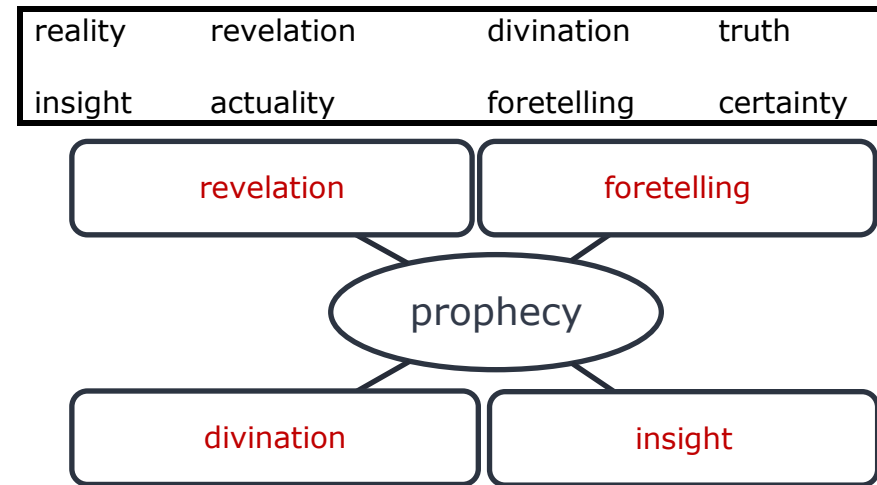 reality revelation divination truth
insight actuality foretelling certainty
revelation foretelling
prophecy
divination insight